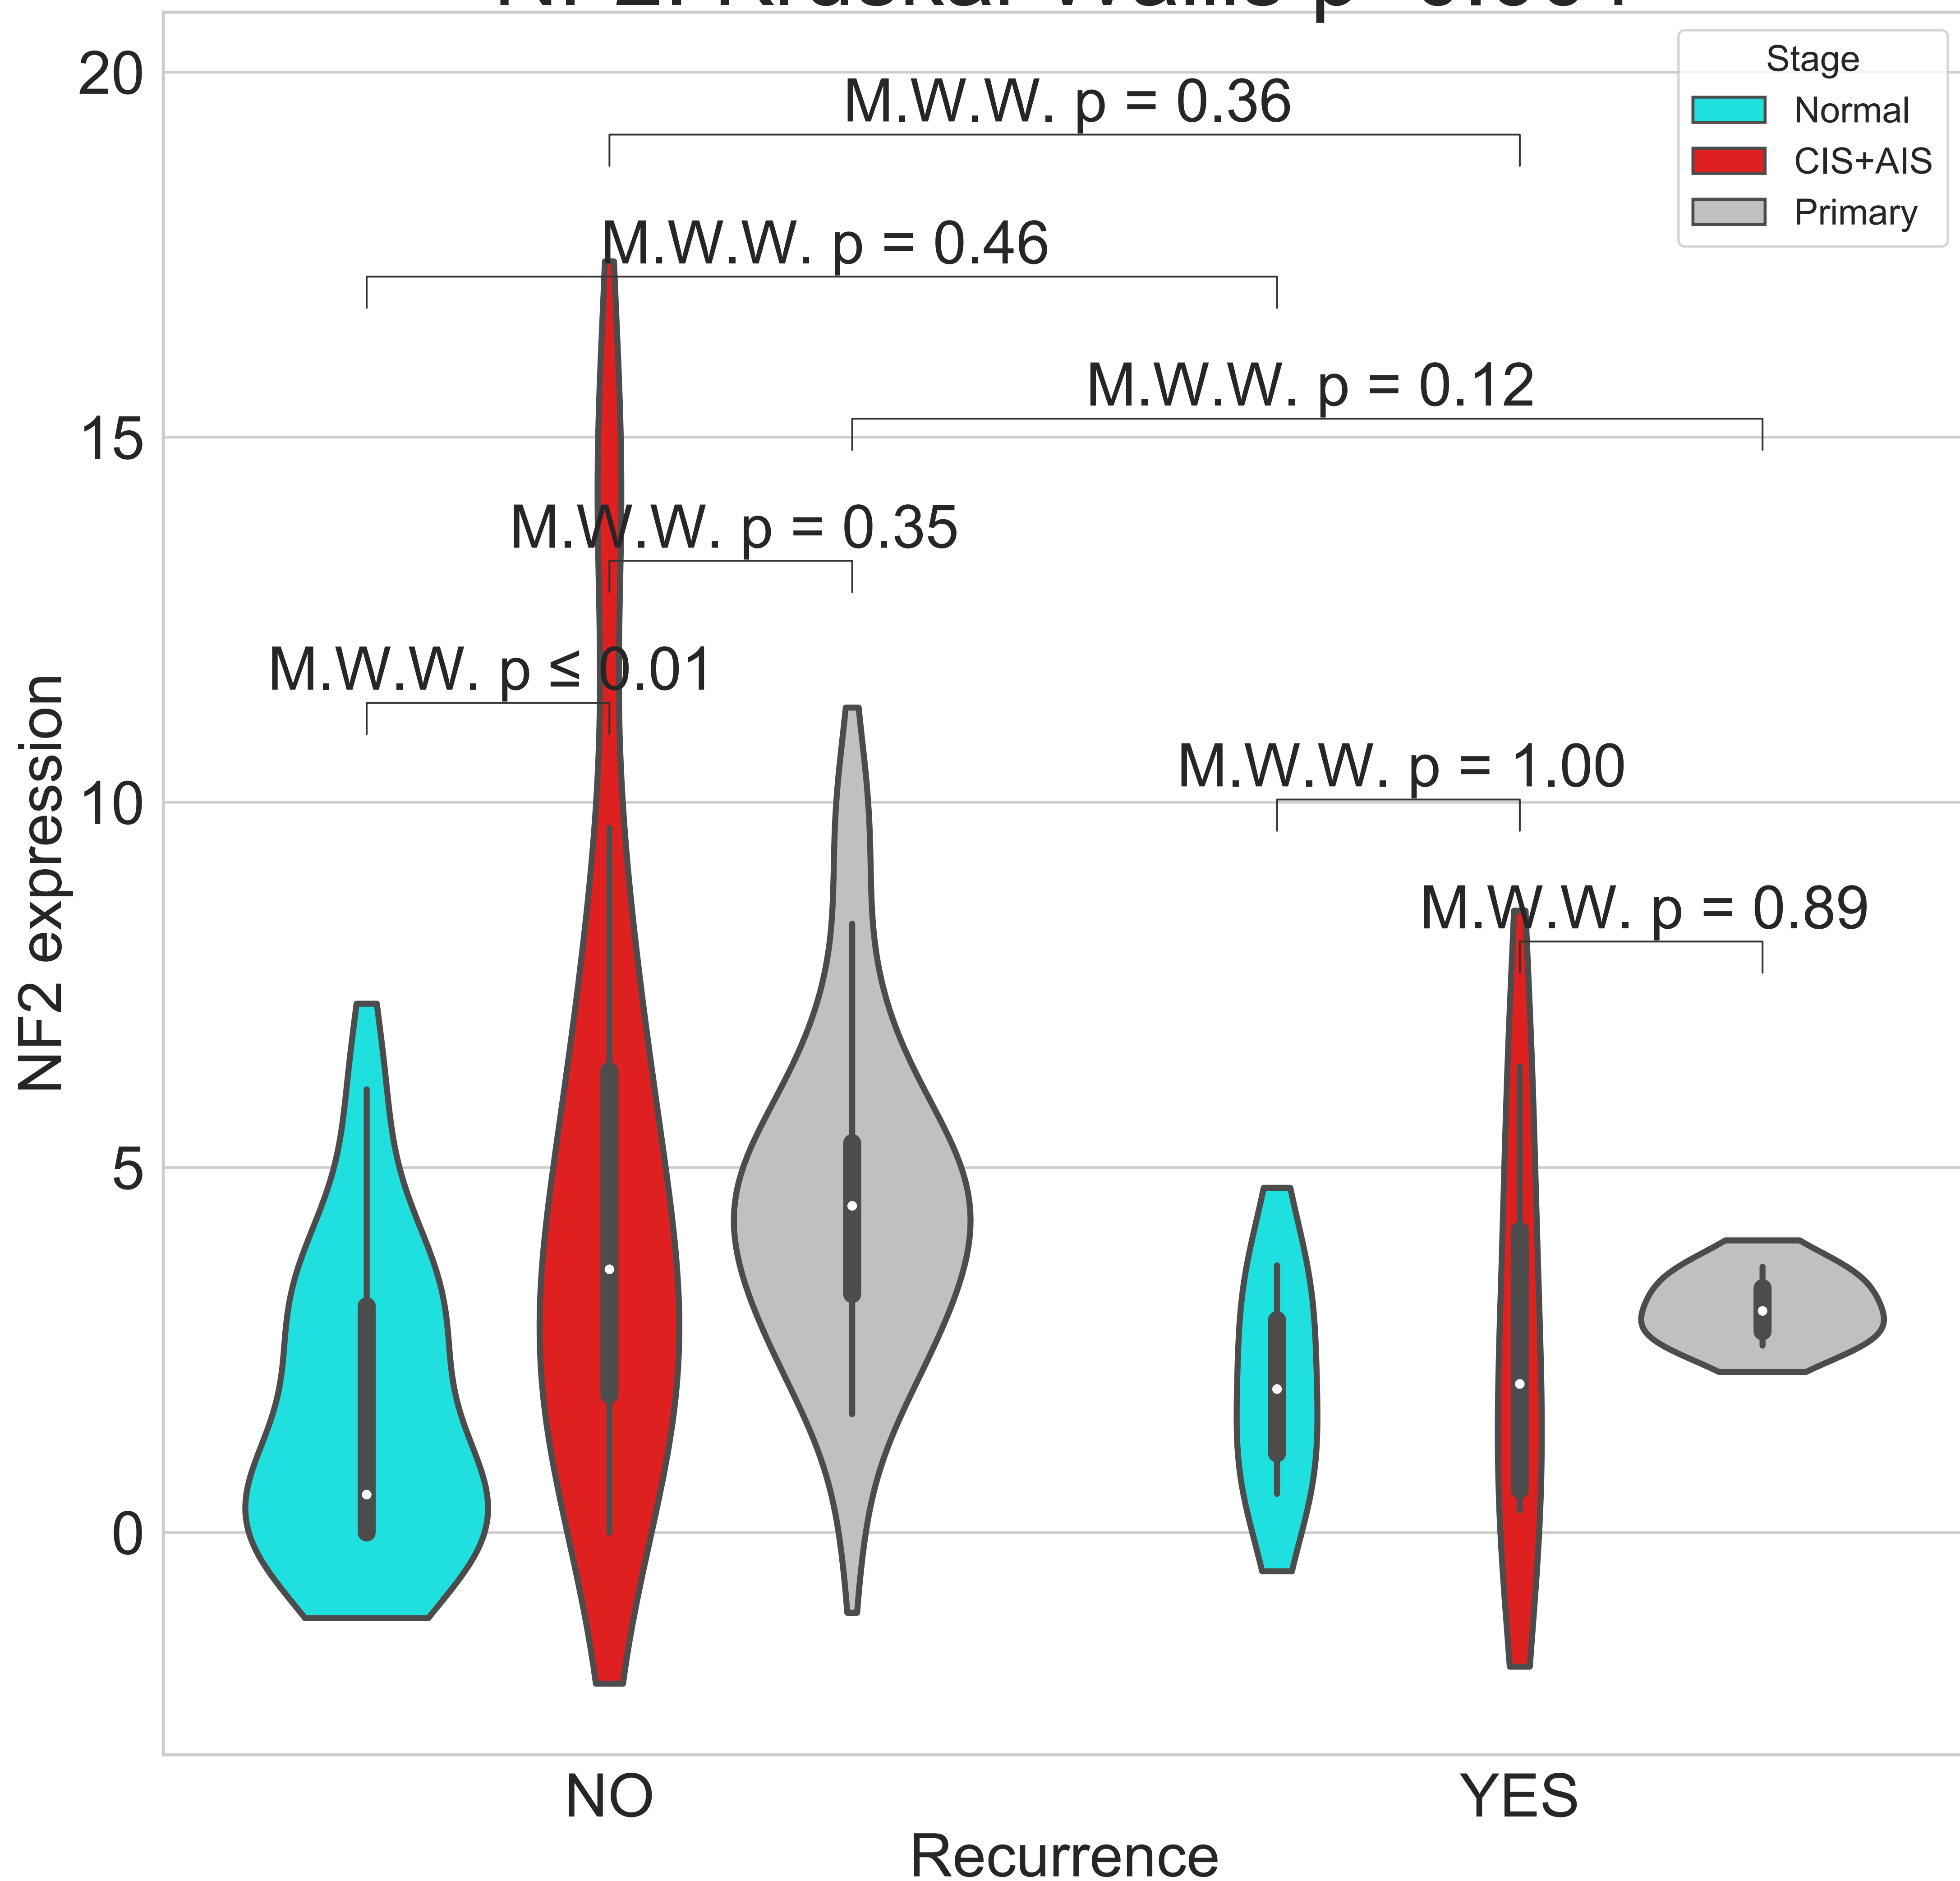 20
15
10
5
0
NF2 expression
M.W.W. p = 0.36
M.W.W. p = 0.46
M.W.W. p = 0.12
M.W.W. p = 0.35
M.W.W. p ≤ 0.01
M.W.W. p = 1.00
M.W.W. p = 0.89
Stage
Normal
CIS+AIS
Primary
NO
YES
Recurrence